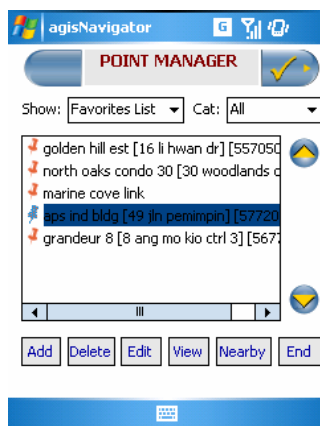 agisNavigator G
POINT MANAGER
Show: Favorites List Cat: All
golden hill est [16 li hwan dr] [557050
north oaks condo 30 [30 woodlands c
marine cove link
aps ind bldg [49 jln pemimpin] [57720
grandeur 8 [8 ang mo kio ctrl 3] [567
Add Delete Edit View Nearby End